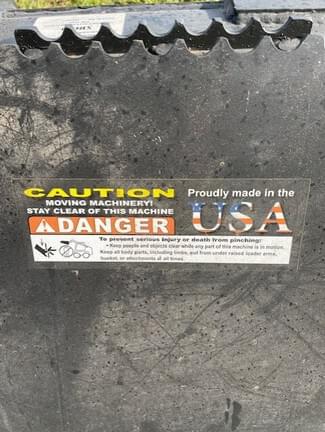 CAUTION
MOVING MACHINERY!
STAY CLEAR OF THIS MACHINE
DANGER
Proudly made in the
USA
To prevent serious injury or death from pinching:
• Keep people and objects clear while any part of this machine is in motion.
Keep all body parts, including limbs, out from under raised loader arms,
bucket, or attachments at all times.